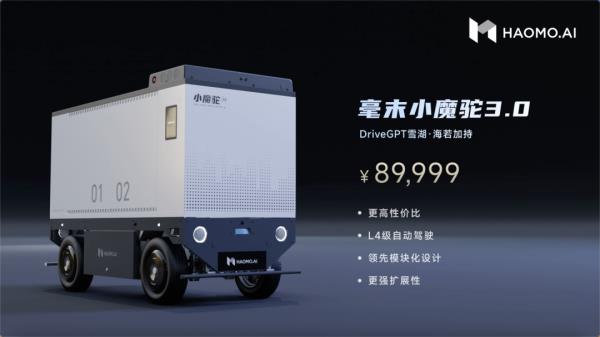 HAOMO.AI
小魔驼
毫末小魔驼3.0
DriveGPT雪湖·海若加持
¥ 89,999
• 更高性价比
• L4级自动驾驶
• 领先模块化设计
• 更强扩展性
01 02
HAOMO.AI
HAOMO.AI